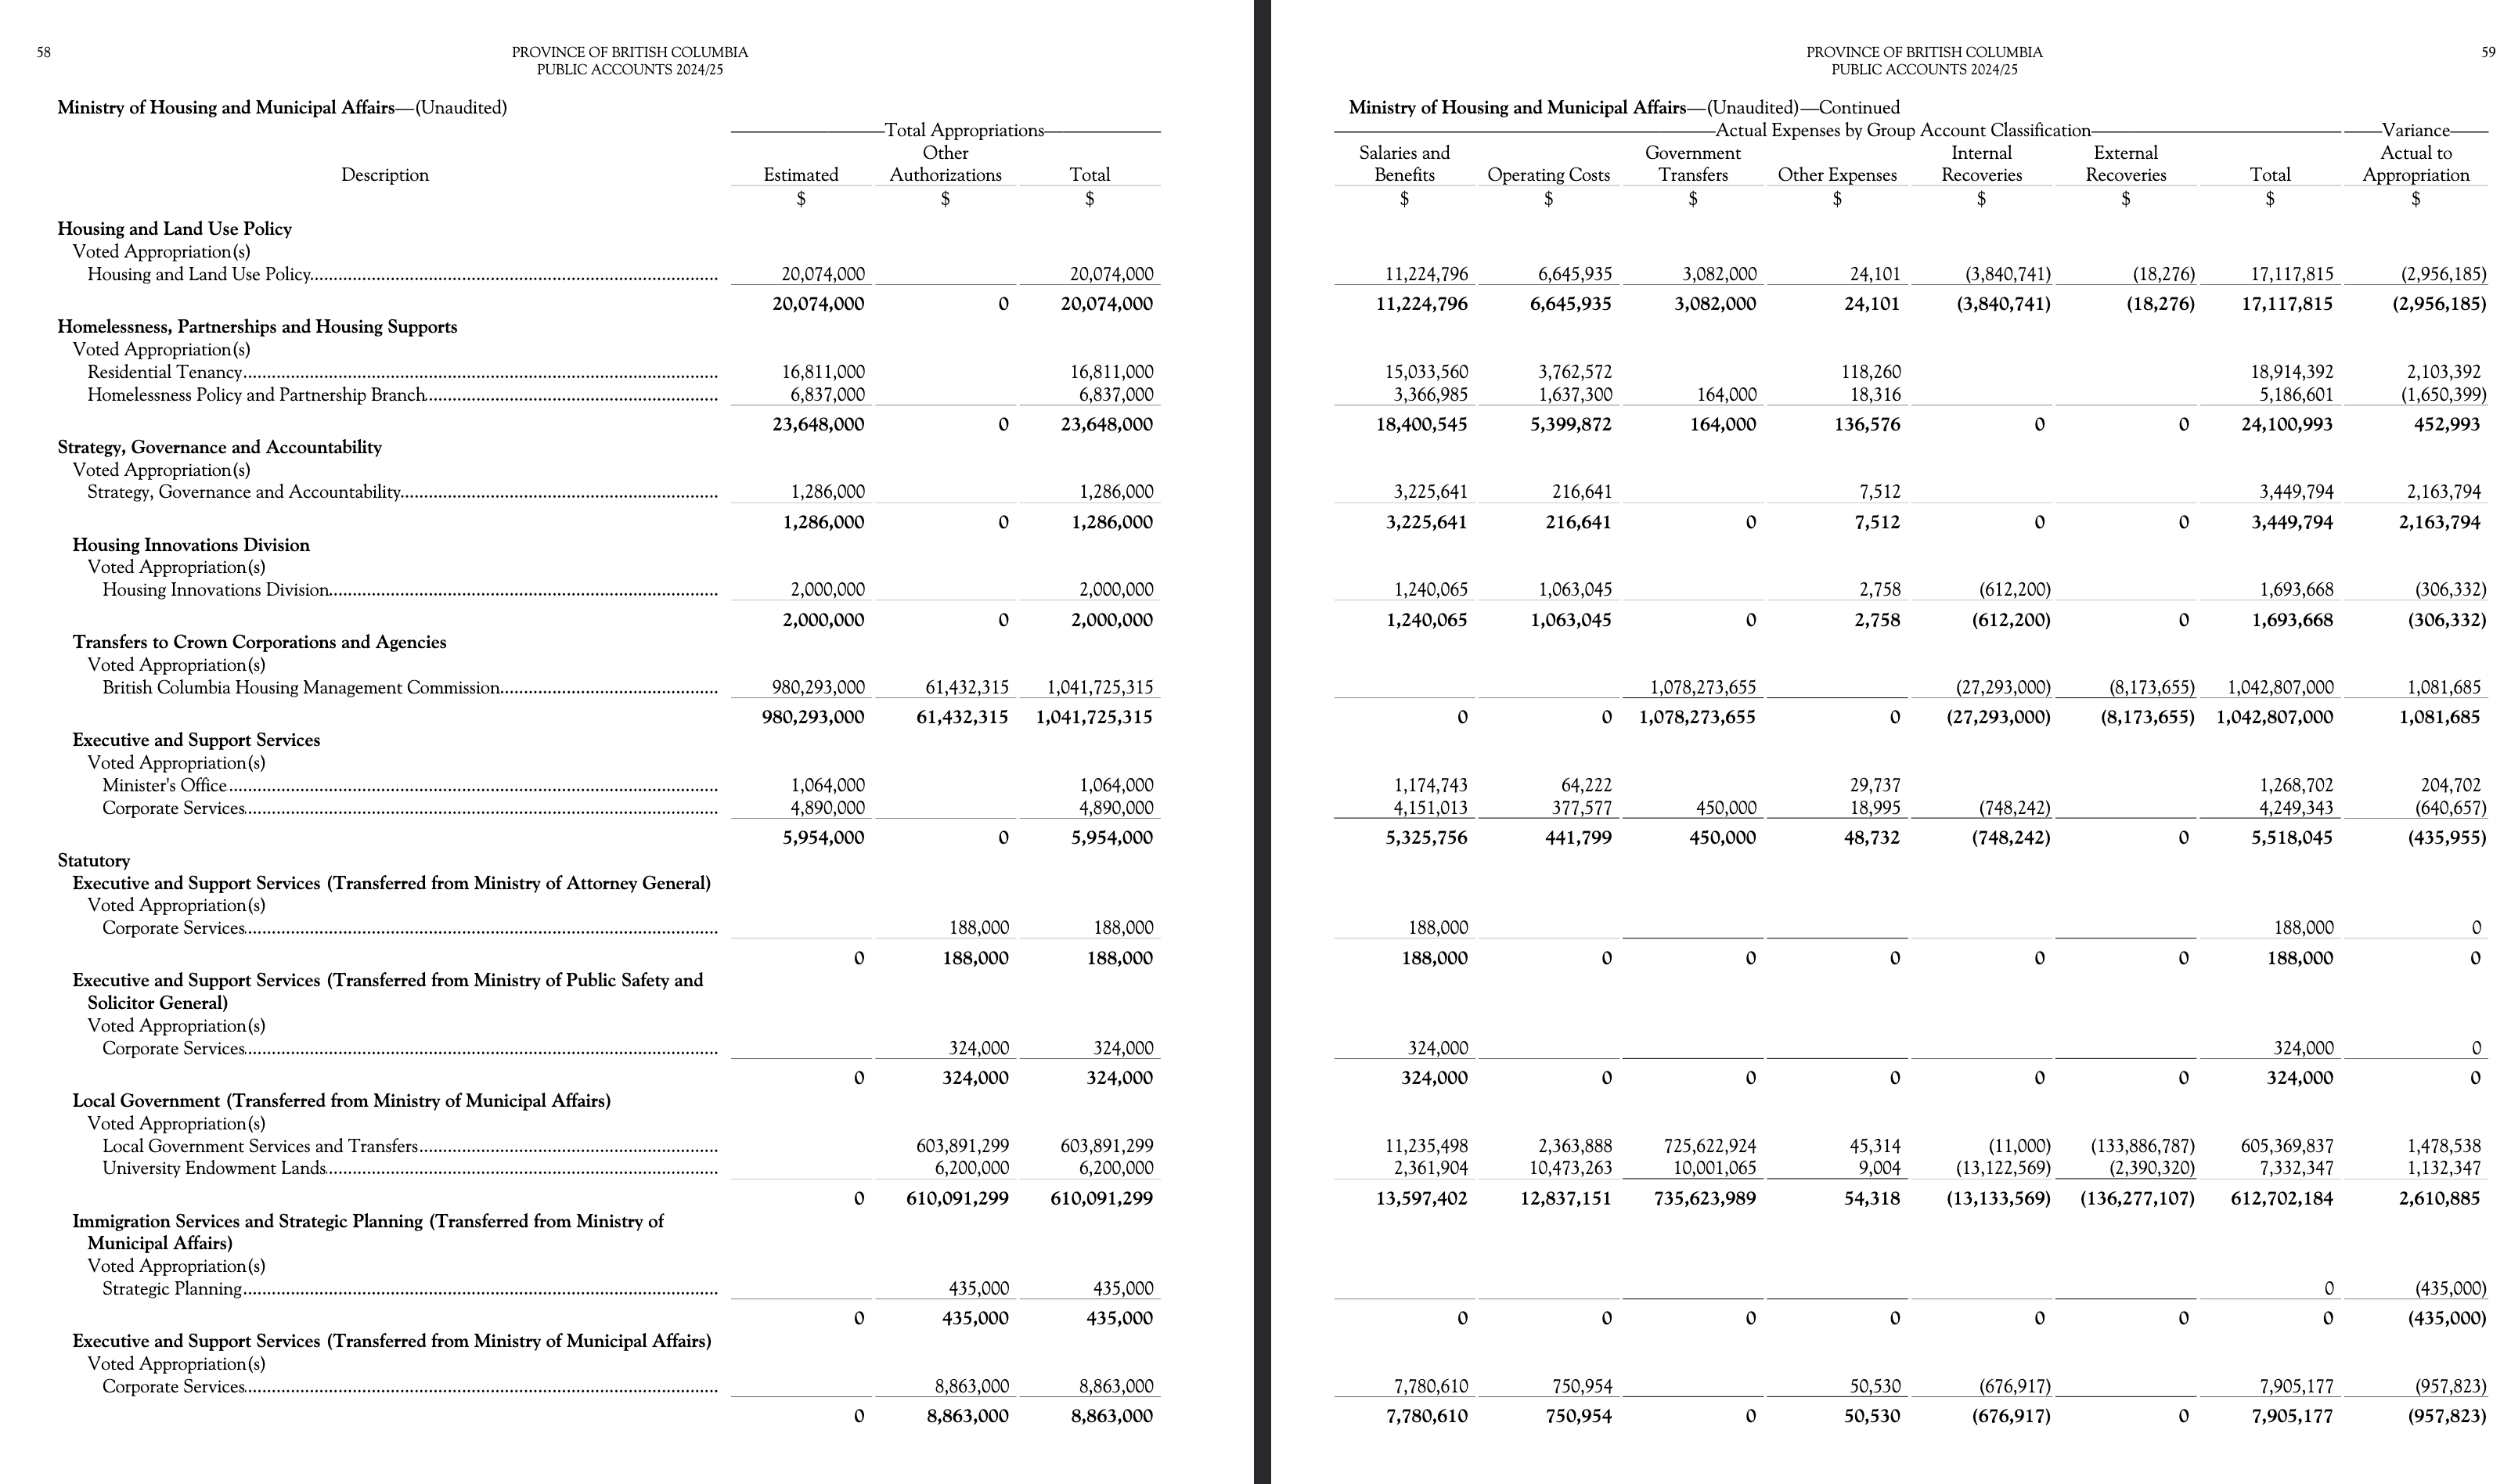 58
PROVINCE OF BRITISH COLUMBIA
PUBLIC ACCOUNTS 2024/25
Ministry of Housing and Municipal Affairs—(Unaudited)
Total Appropriations
Other
Description Estimated Authorizations Total
$ $ $
Housing and Land Use Policy
Voted Appropriation(s)
Housing and Land Use Policy 20,074,000 20,074,000
20,074,000 0 20,074,000
Homelessness, Partnerships and Housing Supports
Voted Appropriation(s)
Residential Tenancy 16,811,000 16,811,000
Homelessness Policy and Partnership Branch 6,837,000 6,837,000
23,648,000 0 23,648,000
Strategy, Governance and Accountability
Voted Appropriation(s)
Strategy, Governance and Accountability 1,286,000 1,286,000
1,286,000 0 1,286,000
Housing Innovations Division
Voted Appropriation(s)
Housing Innovations Division 2,000,000 2,000,000
2,000,000 0 2,000,000
Transfers to Crown Corporations and Agencies
Voted Appropriation(s)
British Columbia Housing Management Commission 980,293,000 61,432,315 1,041,725,315
980,293,000 61,432,315 1,041,725,315
Executive and Support Services
Voted Appropriation(s)
Minister's Office 1,064,000 1,064,000
Corporate Services 4,890,000 4,890,000
5,954,000 0 5,954,000
Statutory
Executive and Support Services (Transferred from Ministry of Attorney General)
Voted Appropriation(s)
Corporate Services 188,000 188,000
0 188,000 188,000
Executive and Support Services (Transferred from Ministry of Public Safety and
Solicitor General)
Voted Appropriation(s)
Corporate Services 324,000 324,000
0 324,000 324,000
Local Government (Transferred from Ministry of Municipal Affairs)
Voted Appropriation(s)
Local Government Services and Transfers 603,891,299 603,891,299
University Endowment Lands 6,200,000 6,200,000
0 610,091,299 610,091,299
Immigration Services and Strategic Planning (Transferred from Ministry of
Municipal Affairs)
Voted Appropriation(s)
Strategic Planning 435,000 435,000
0 435,000 435,000
Executive and Support Services (Transferred from Ministry of Municipal Affairs)
Voted Appropriation(s)
Corporate Services 8,863,000 8,863,000
0 8,863,000 8,863,000
PROVINCE OF BRITISH COLUMBIA
PUBLIC ACCOUNTS 2024/25
59
Ministry of Housing and Municipal Affairs—(Unaudited)—Continued
Actual Expenses by Group Account Classification Variance
Salaries and Government Internal External Actual to
Benefits Operating Costs Transfers Other Expenses Recoveries Recoveries Total Appropriation
$ $ $ $ $ $ $ $
11,224,796 6,645,935 3,082,000 24,101 (3,840,741) (18,276) 17,117,815 (2,956,185)
11,224,796 6,645,935 3,082,000 24,101 (3,840,741) (18,276) 17,117,815 (2,956,185)
15,033,560 3,762,572 118,260 18,914,392 2,103,392
3,366,985 1,637,300 164,000 18,316 5,186,601 (1,650,399)
18,400,545 5,399,872 164,000 136,576 0 0 24,100,993 452,993
3,225,641 216,641 7,512 3,449,794 2,163,794
3,225,641 216,641 0 7,512 0 0 3,449,794 2,163,794
1,240,065 1,063,045 2,758 (612,200) 1,693,668 (306,332)
1,240,065 1,063,045 0 2,758 (612,200) 0 1,693,668 (306,332)
1,078,273,655 (27,293,000) (8,173,655) 1,042,807,000 1,081,685
0 0 1,078,273,655 0 (27,293,000) (8,173,655) 1,042,807,000 1,081,685
1,174,743 64,222 29,737 1,268,702 204,702
4,151,013 377,577 450,000 18,995 (748,242) 4,249,343 (640,657)
5,325,756 441,799 450,000 48,732 (748,242) 0 5,518,045 (435,955)
188,000 188,000 0
188,000 0 0 0 0 0 188,000 0
324,000 324,000 0
324,000 0 0 0 0 0 324,000 0
11,235,498 2,363,888 725,622,924 45,314 (11,000) (133,886,787) 605,369,837 1,478,538
2,361,904 10,473,263 10,001,065 9,004 (13,122,569) (2,390,320) 7,332,347 1,132,347
13,597,402 12,837,151 735,623,989 54,318 (13,133,569) (136,277,107) 612,702,184 2,610,885
0 (435,000)
0 0 0 0 0 0 0 (435,000)
7,780,610 750,954 50,530 (676,917) 7,905,177 (957,823)
7,780,610 750,954 0 50,530 (676,917) 0 7,905,177 (957,823)